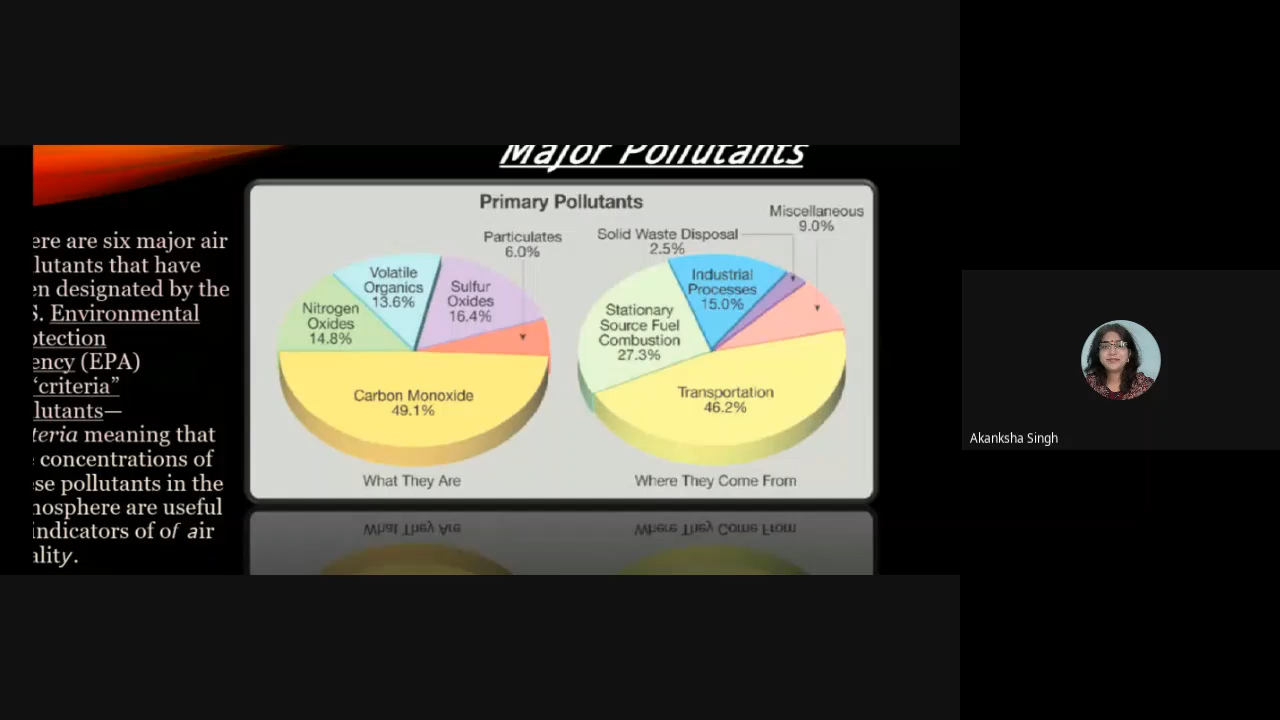 Major Pollutants
ere are six major air
lutants that have
en designated by the
S. Environmental
otection
ency (EPA)
“criteria”
lutants—
teria meaning that
concentrations of
se pollutants in the
mosphere are useful
indicators of of air
ality.
Primary Pollutants
Particulates
6.0%
Volatile
Organics
13.6%
Sulfur
Oxides
16.4%
Nitrogen
Oxides
14.8%
Carbon Monoxide
49.1%
What They Are
Miscellaneous
9.0%
Solid Waste Disposal
2.5%
Industrial
Processes
15.0%
Stationary
Source Fuel
Combustion
27.3%
Transportation
46.2%
Where They Come From
What They Are
Where They Come From
Akanksha Singh